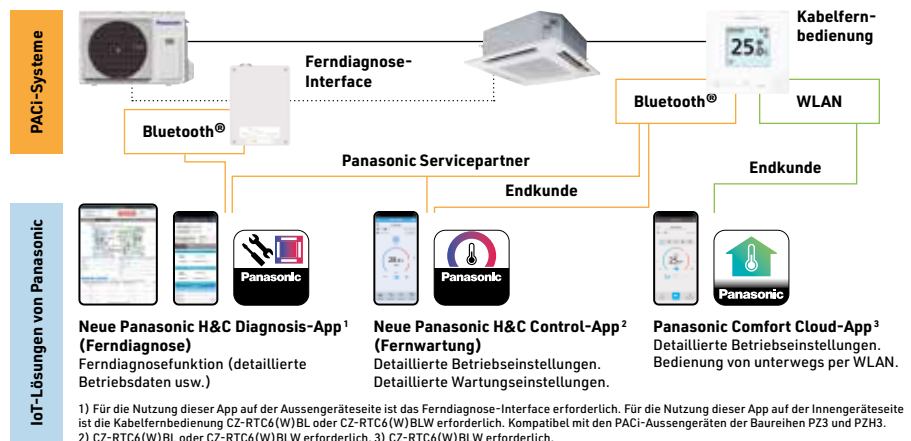 PACi-Systeme
Panasonic
Ferndiagnose-
Interface
Kabelfern-
bedienung
25
Bluetooth®
Bluetooth®
WLAN
Panasonic Servicepartner
Endkunde
Endkunde
IoT-Lösungen von Panasonic
Panasonic
Panasonic
Panasonic
Neue Panasonic H&C Diagnosis-App¹
(Ferndiagnose)
Ferndiagnosefunktion (detaillierte
Betriebsdaten usw.)
Neue Panasonic H&C Control-App²
(Fernwartung)
Detaillierte Betriebseinstellungen.
Detaillierte Wartungseinstellungen.
Panasonic Comfort Cloud-App³
Detaillierte Betriebseinstellungen.
Bedienung von unterwegs per WLAN.
1) Für die Nutzung dieser App auf der Aussengeräteseite ist das Ferndiagnose-Interface erforderlich. Für die Nutzung dieser App auf der Innengeräteseite
ist die Kabelfernbedienung CZ-RTC6(W)BL oder CZ-RTC6(W)BLW erforderlich. Kompatibel mit den PACi-Aussengeräten der Baureihen PZ3 und PZH3.
2) CZ-RTC6(W)BL oder CZ-RTC6(W)BLW erforderlich. 3) CZ-RTC6(W)BLW erforderlich.